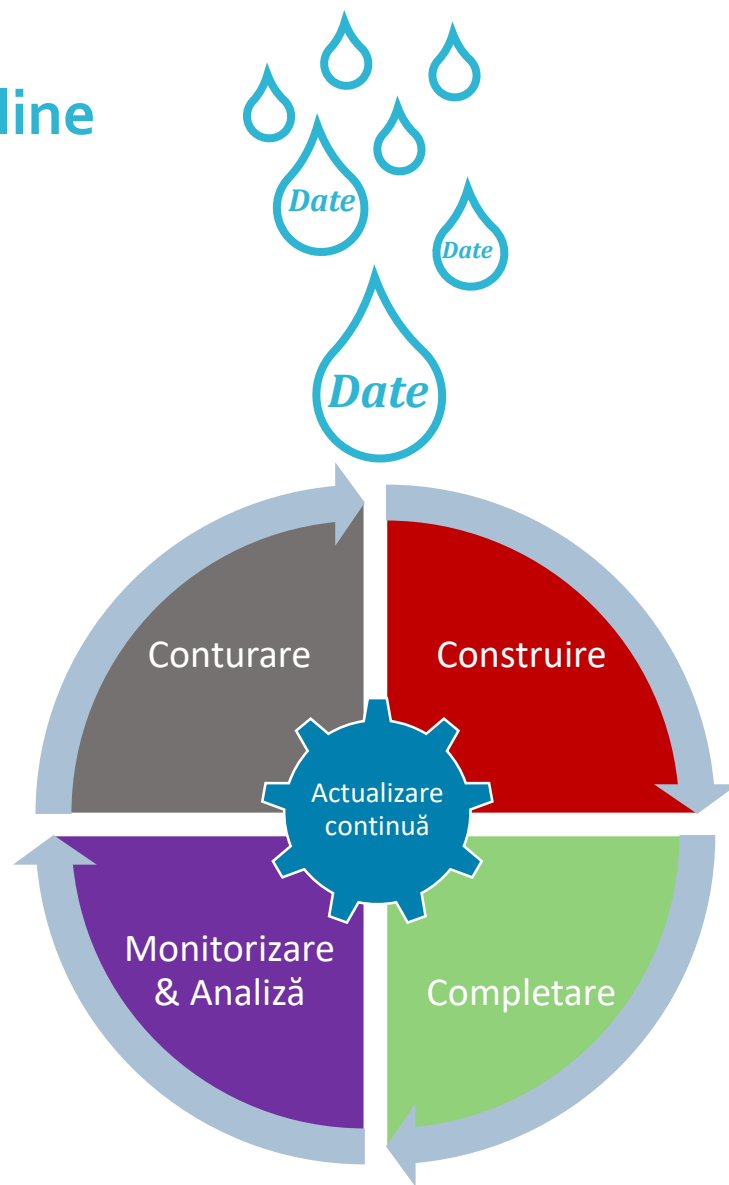 line
Date
Date
Date
Conturare
Construire
Actualizare
continuă
Monitorizare
& Analiză
Completare